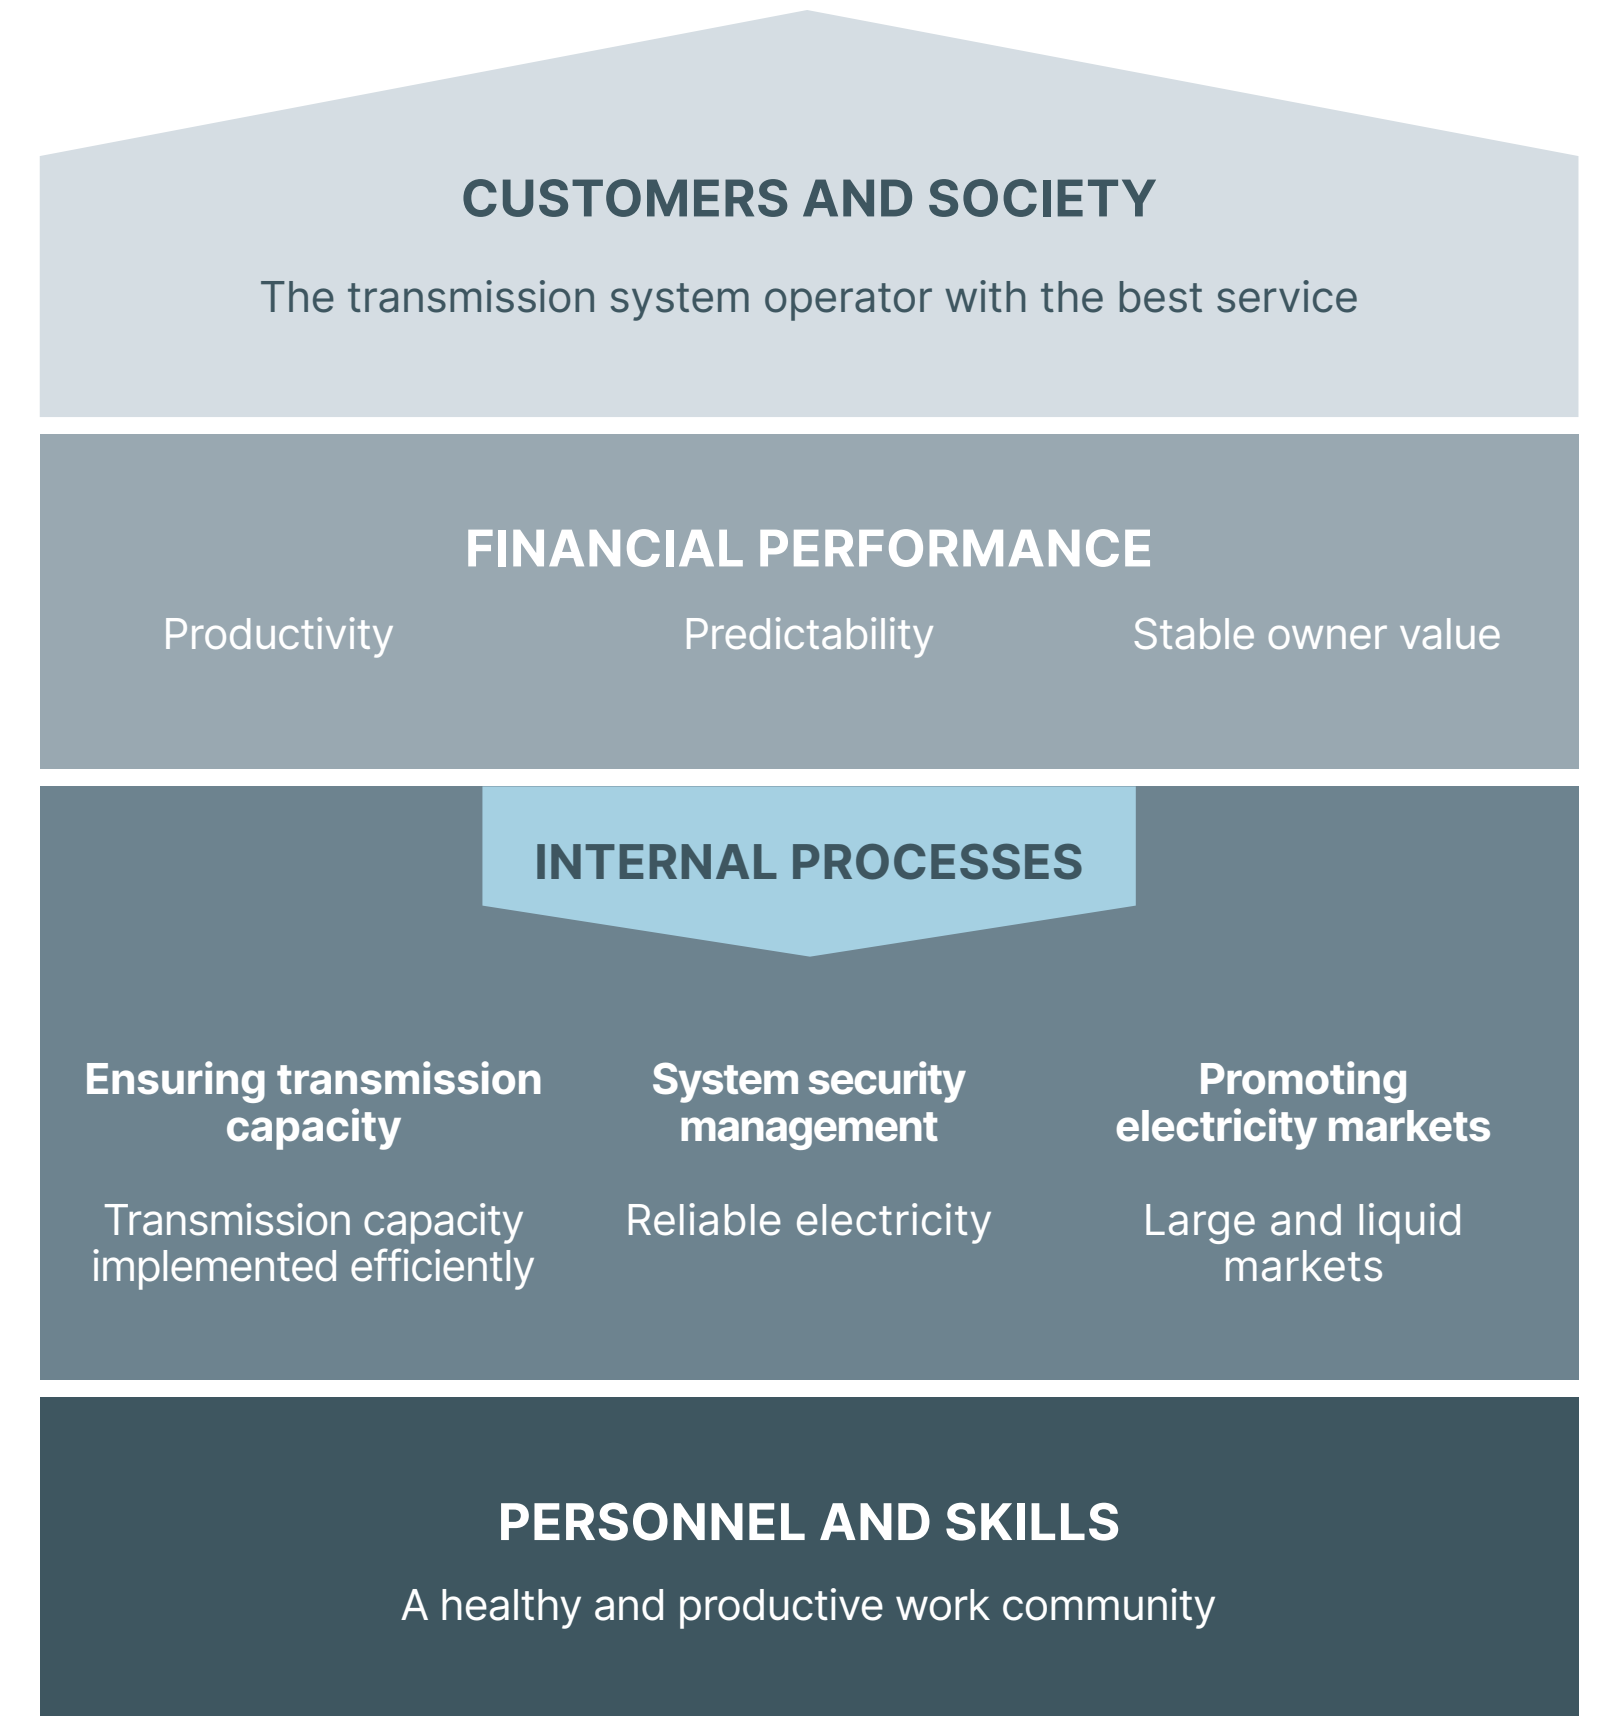 CUSTOMERS AND SOCIETY
The transmission system operator with the best service
FINANCIAL PERFORMANCE
Productivity
Predictability
Stable owner value
INTERNAL PROCESSES
Ensuring transmission
capacity
Transmission capacity
implemented efficiently
System security
management
Reliable electricity
Promoting
electricity markets
Large and liquid
markets
PERSONNEL AND SKILLS
A healthy and productive work community